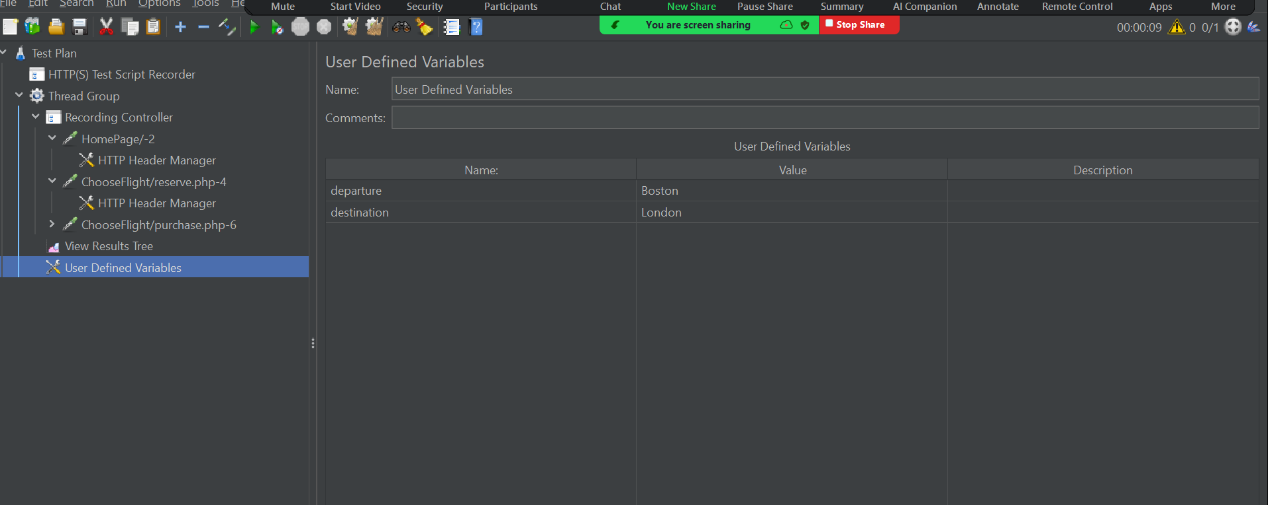 File Edit Search Run Options Tools He
Mute Start Video Security Participants Chat New Share Pause Share Summary AI Companion Annotate Remote Control Apps More
You are screen sharing Stop Share
00:00:09 0 0/1
Test Plan
HTTP(S) Test Script Recorder
Thread Group
Recording Controller
HomePage/-2
HTTP Header Manager
ChooseFlight/reserve.php-4
HTTP Header Manager
ChooseFlight/purchase.php-6
View Results Tree
User Defined Variables
User Defined Variables
Name: User Defined Variables
Comments:
User Defined Variables
Name: Value Description
departure Boston
destination London